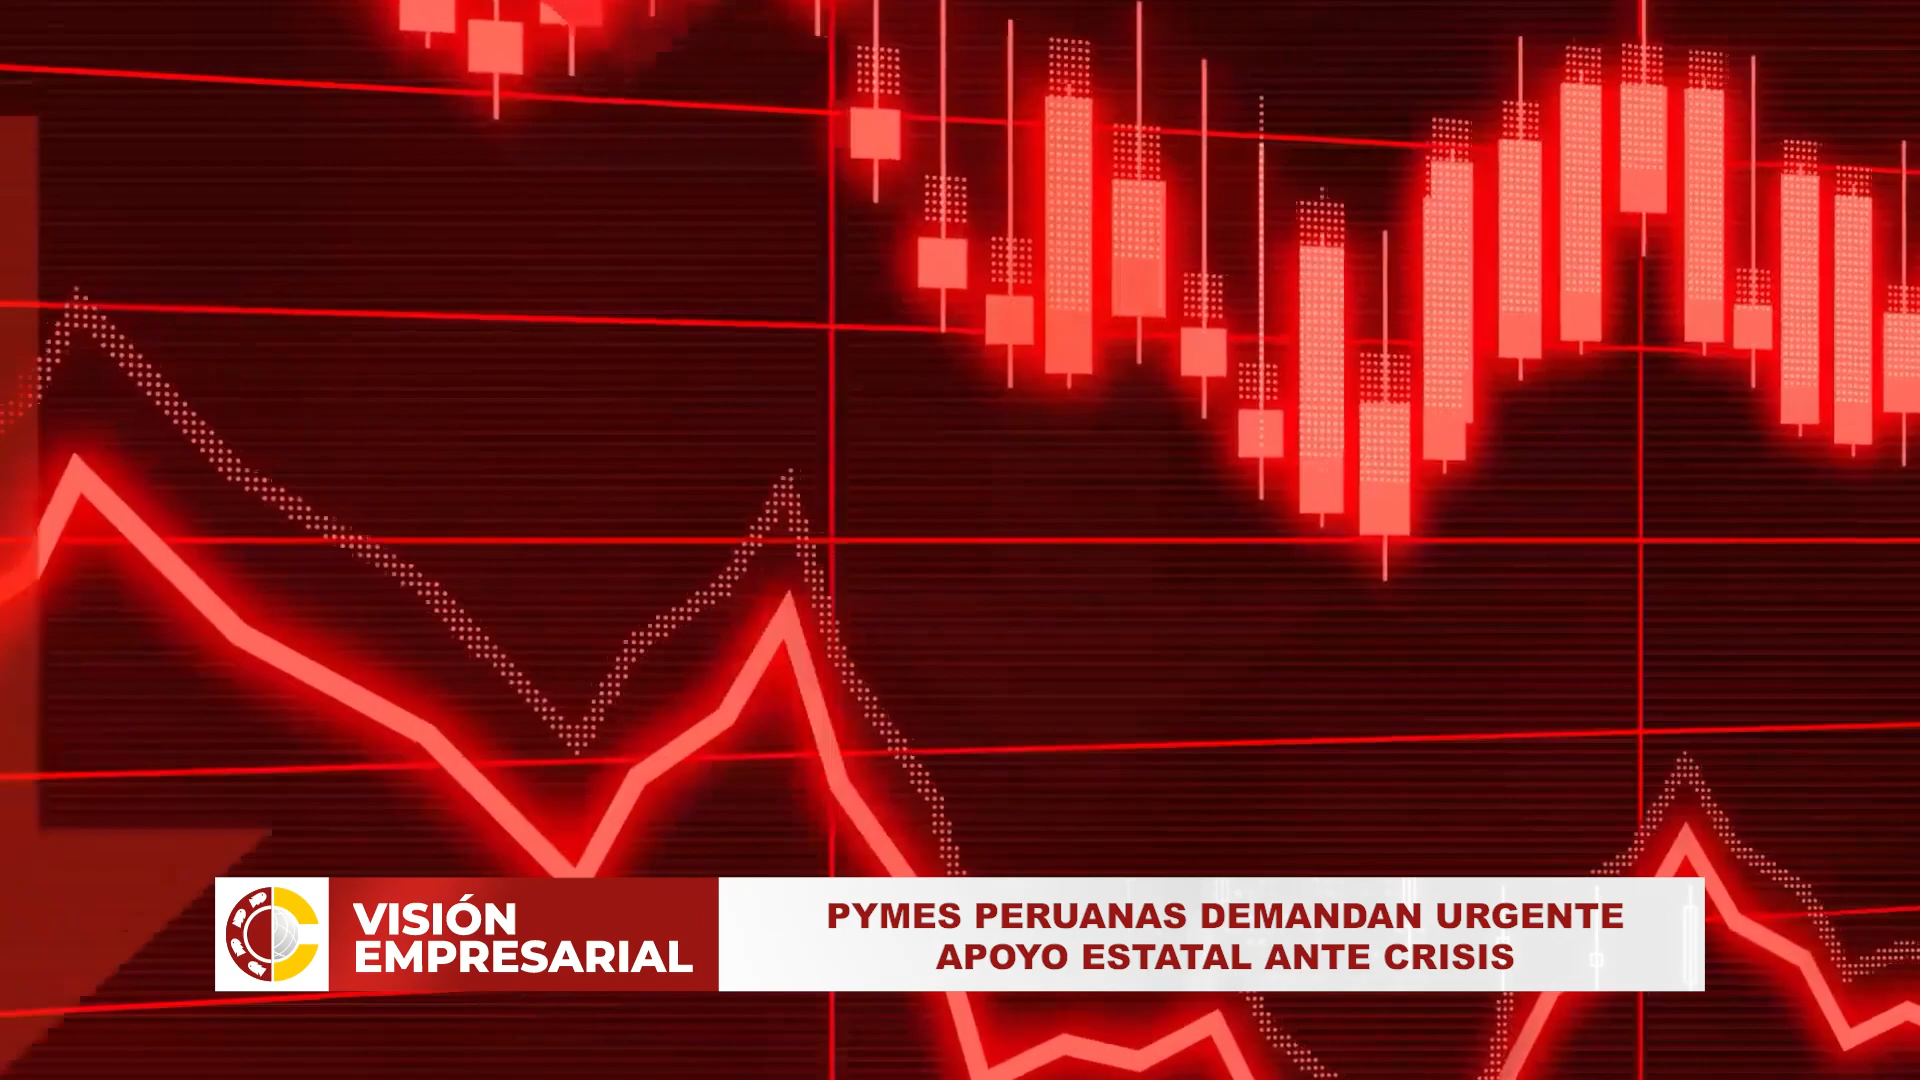 VISIÓN
EMPRESARIAL
PYMES PERUANAS DEMANDAN URGENTE
APOYO ESTATAL ANTE CRISIS